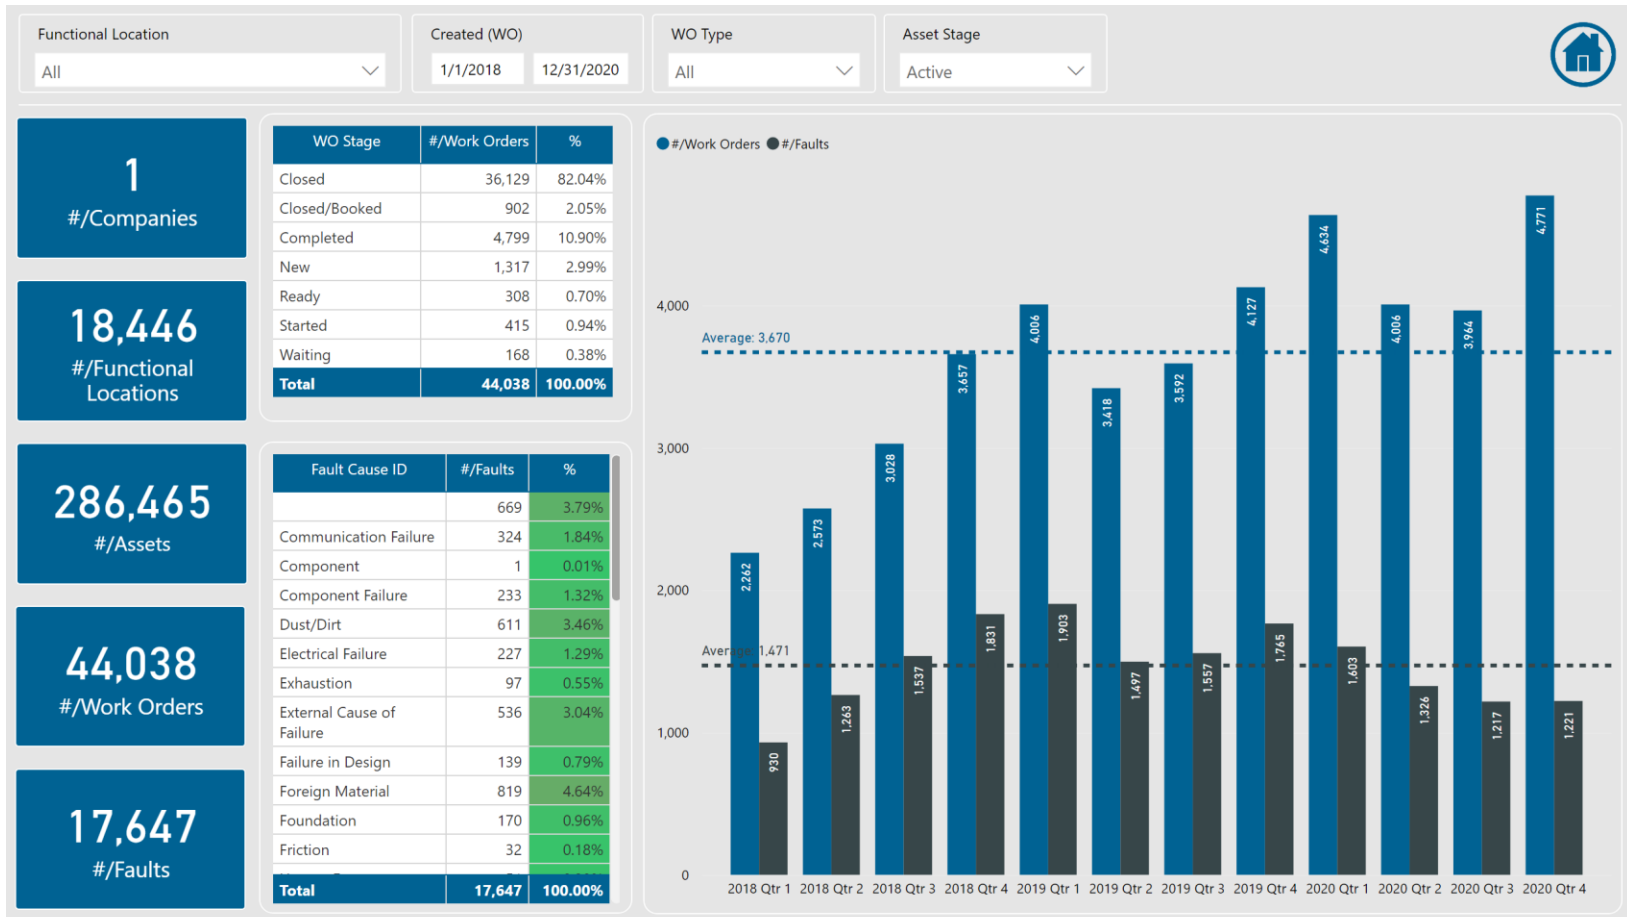 Functional Location
All
Created (WO)
1/1/2018 12/31/2020
WO Type
All
Asset Stage
Active
1
#/Companies
18,446
#/Functional
Locations
286,465
#/Assets
44,038
#/Work Orders
17,647
#/Faults
WO Stage #/Work Orders %
Closed 36,129 82.04%
Closed/Booked 902 2.05%
Completed 4,799 10.90%
New 1,317 2.99%
Ready 308 0.70%
Started 415 0.94%
Waiting 168 0.38%
Total 44,038 100.00%
Fault Cause ID #/Faults %
669 3.79%
Communication Failure 324 1.84%
Component 1 0.01%
Component Failure 233 1.32%
Dust/Dirt 611 3.46%
Electrical Failure 227 1.29%
Exhaustion 97 0.55%
External Cause of 536 3.04%
Failure
Failure in Design 139 0.79%
Foreign Material 819 4.64%
Foundation 170 0.96%
Friction 32 0.18%
Total 17,647 100.00%
#/Work Orders #/Faults
4,000
3,000
2,000
1,000
0
Average: 3,670
Average: 1,471
2,262
930
2,573
1,263
3,028
1,537
3,657
1,831
4,006
1,903
3,418
1,497
3,592
1,557
4,127
1,765
4,634
1,603
4,006
1,326
3,964
1,217
4,771
1,221
2018 Qtr 1 2018 Qtr 2 2018 Qtr 3 2018 Qtr 4 2019 Qtr 1 2019 Qtr 2 2019 Qtr 3 2019 Qtr 4 2020 Qtr 1 2020 Qtr 2 2020 Qtr 3 2020 Qtr 4